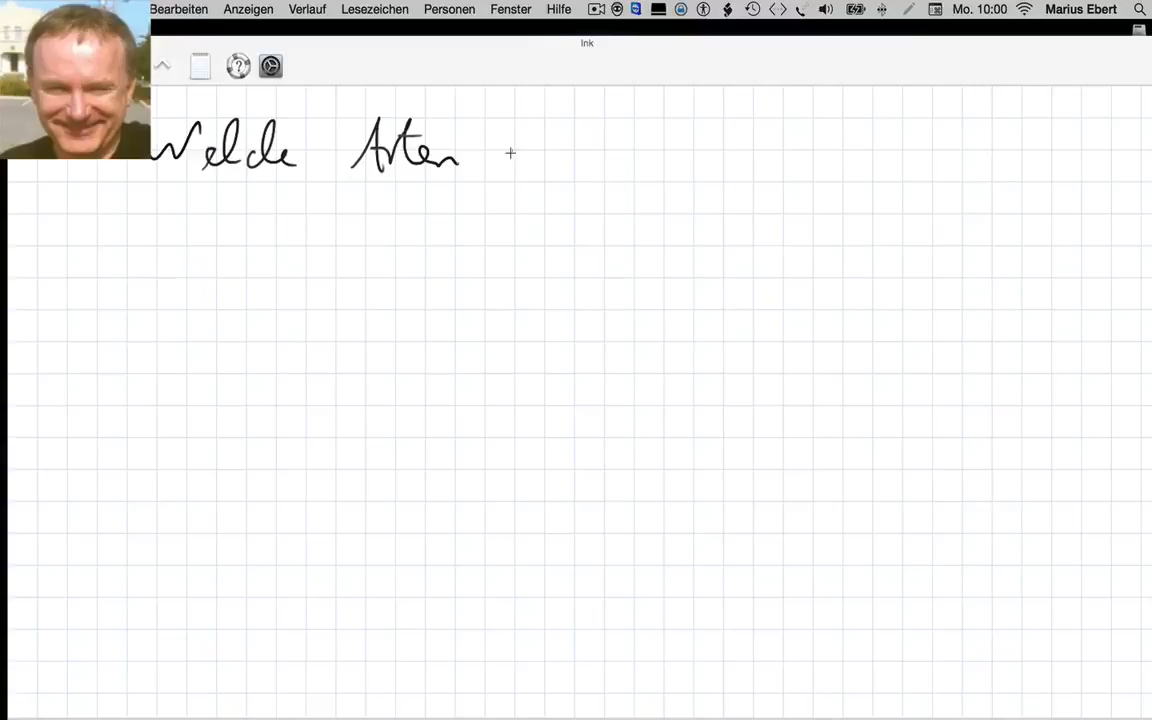 Bearbeiten Anzeigen Verlauf Lesezeichen Personen Fenster Hilfe Mo. 10:00 Marius Ebert
Ink
Welche Arten